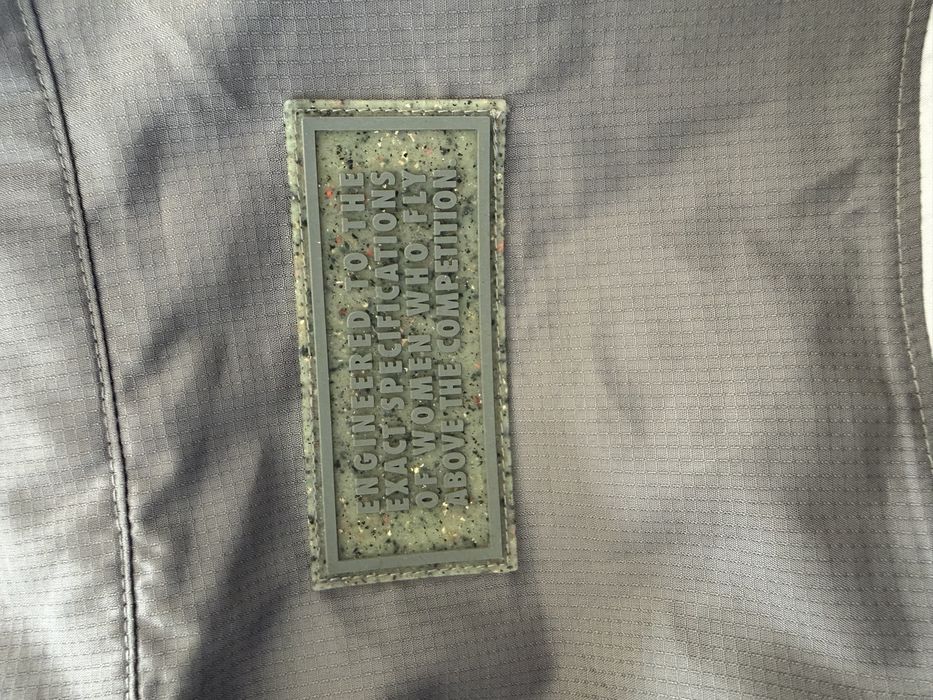 ENGINEERED TO THE
EXACT SPECIFICATIONS
OF WOMEN WHO FLY
ABOVE THE COMPETITION